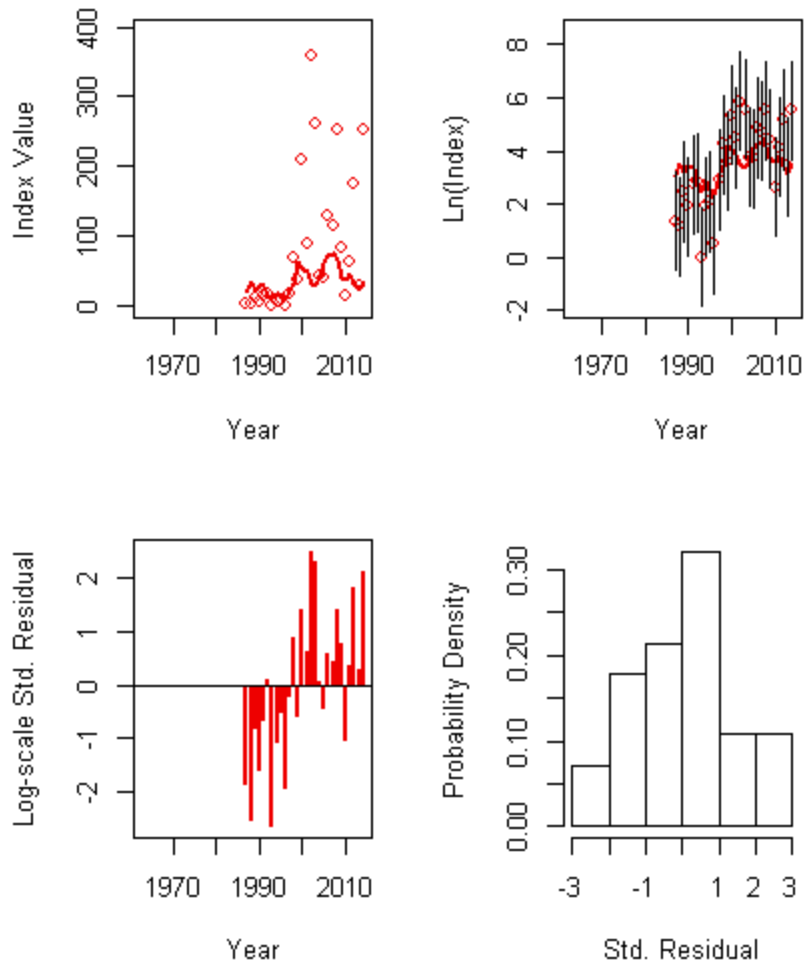 400
300
200
100
0
Index Value
1970 1990 2010
Year
8
6
4
2
0
-2
Ln(Index)
1970 1990 2010
Year
2
1
0
-1
-2
Log-scale Std. Residual
1970 1990 2010
Year
0.30
0.20
0.10
0.00
Probability Density
-3 -1 1 2 3
Std. Residual